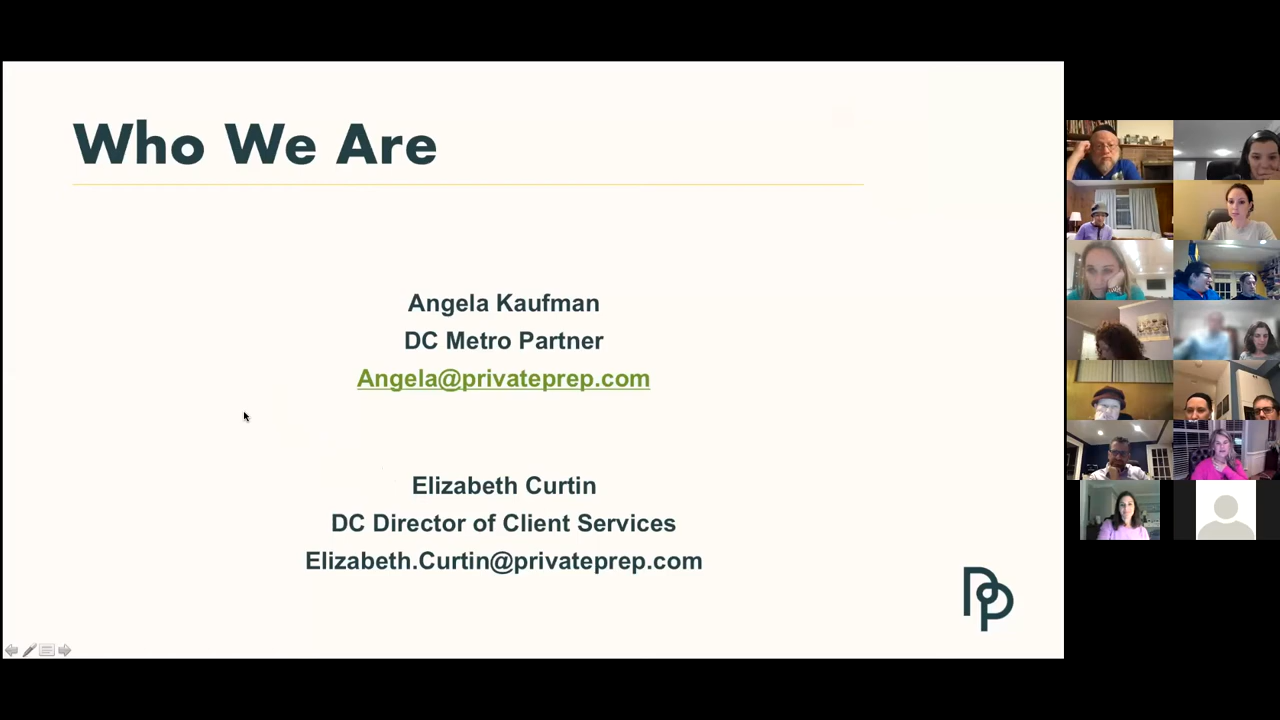 Who We Are
Angela Kaufman
DC Metro Partner
Angela@privateprep.com
Elizabeth Curtin
DC Director of Client Services
Elizabeth.Curtin@privateprep.com